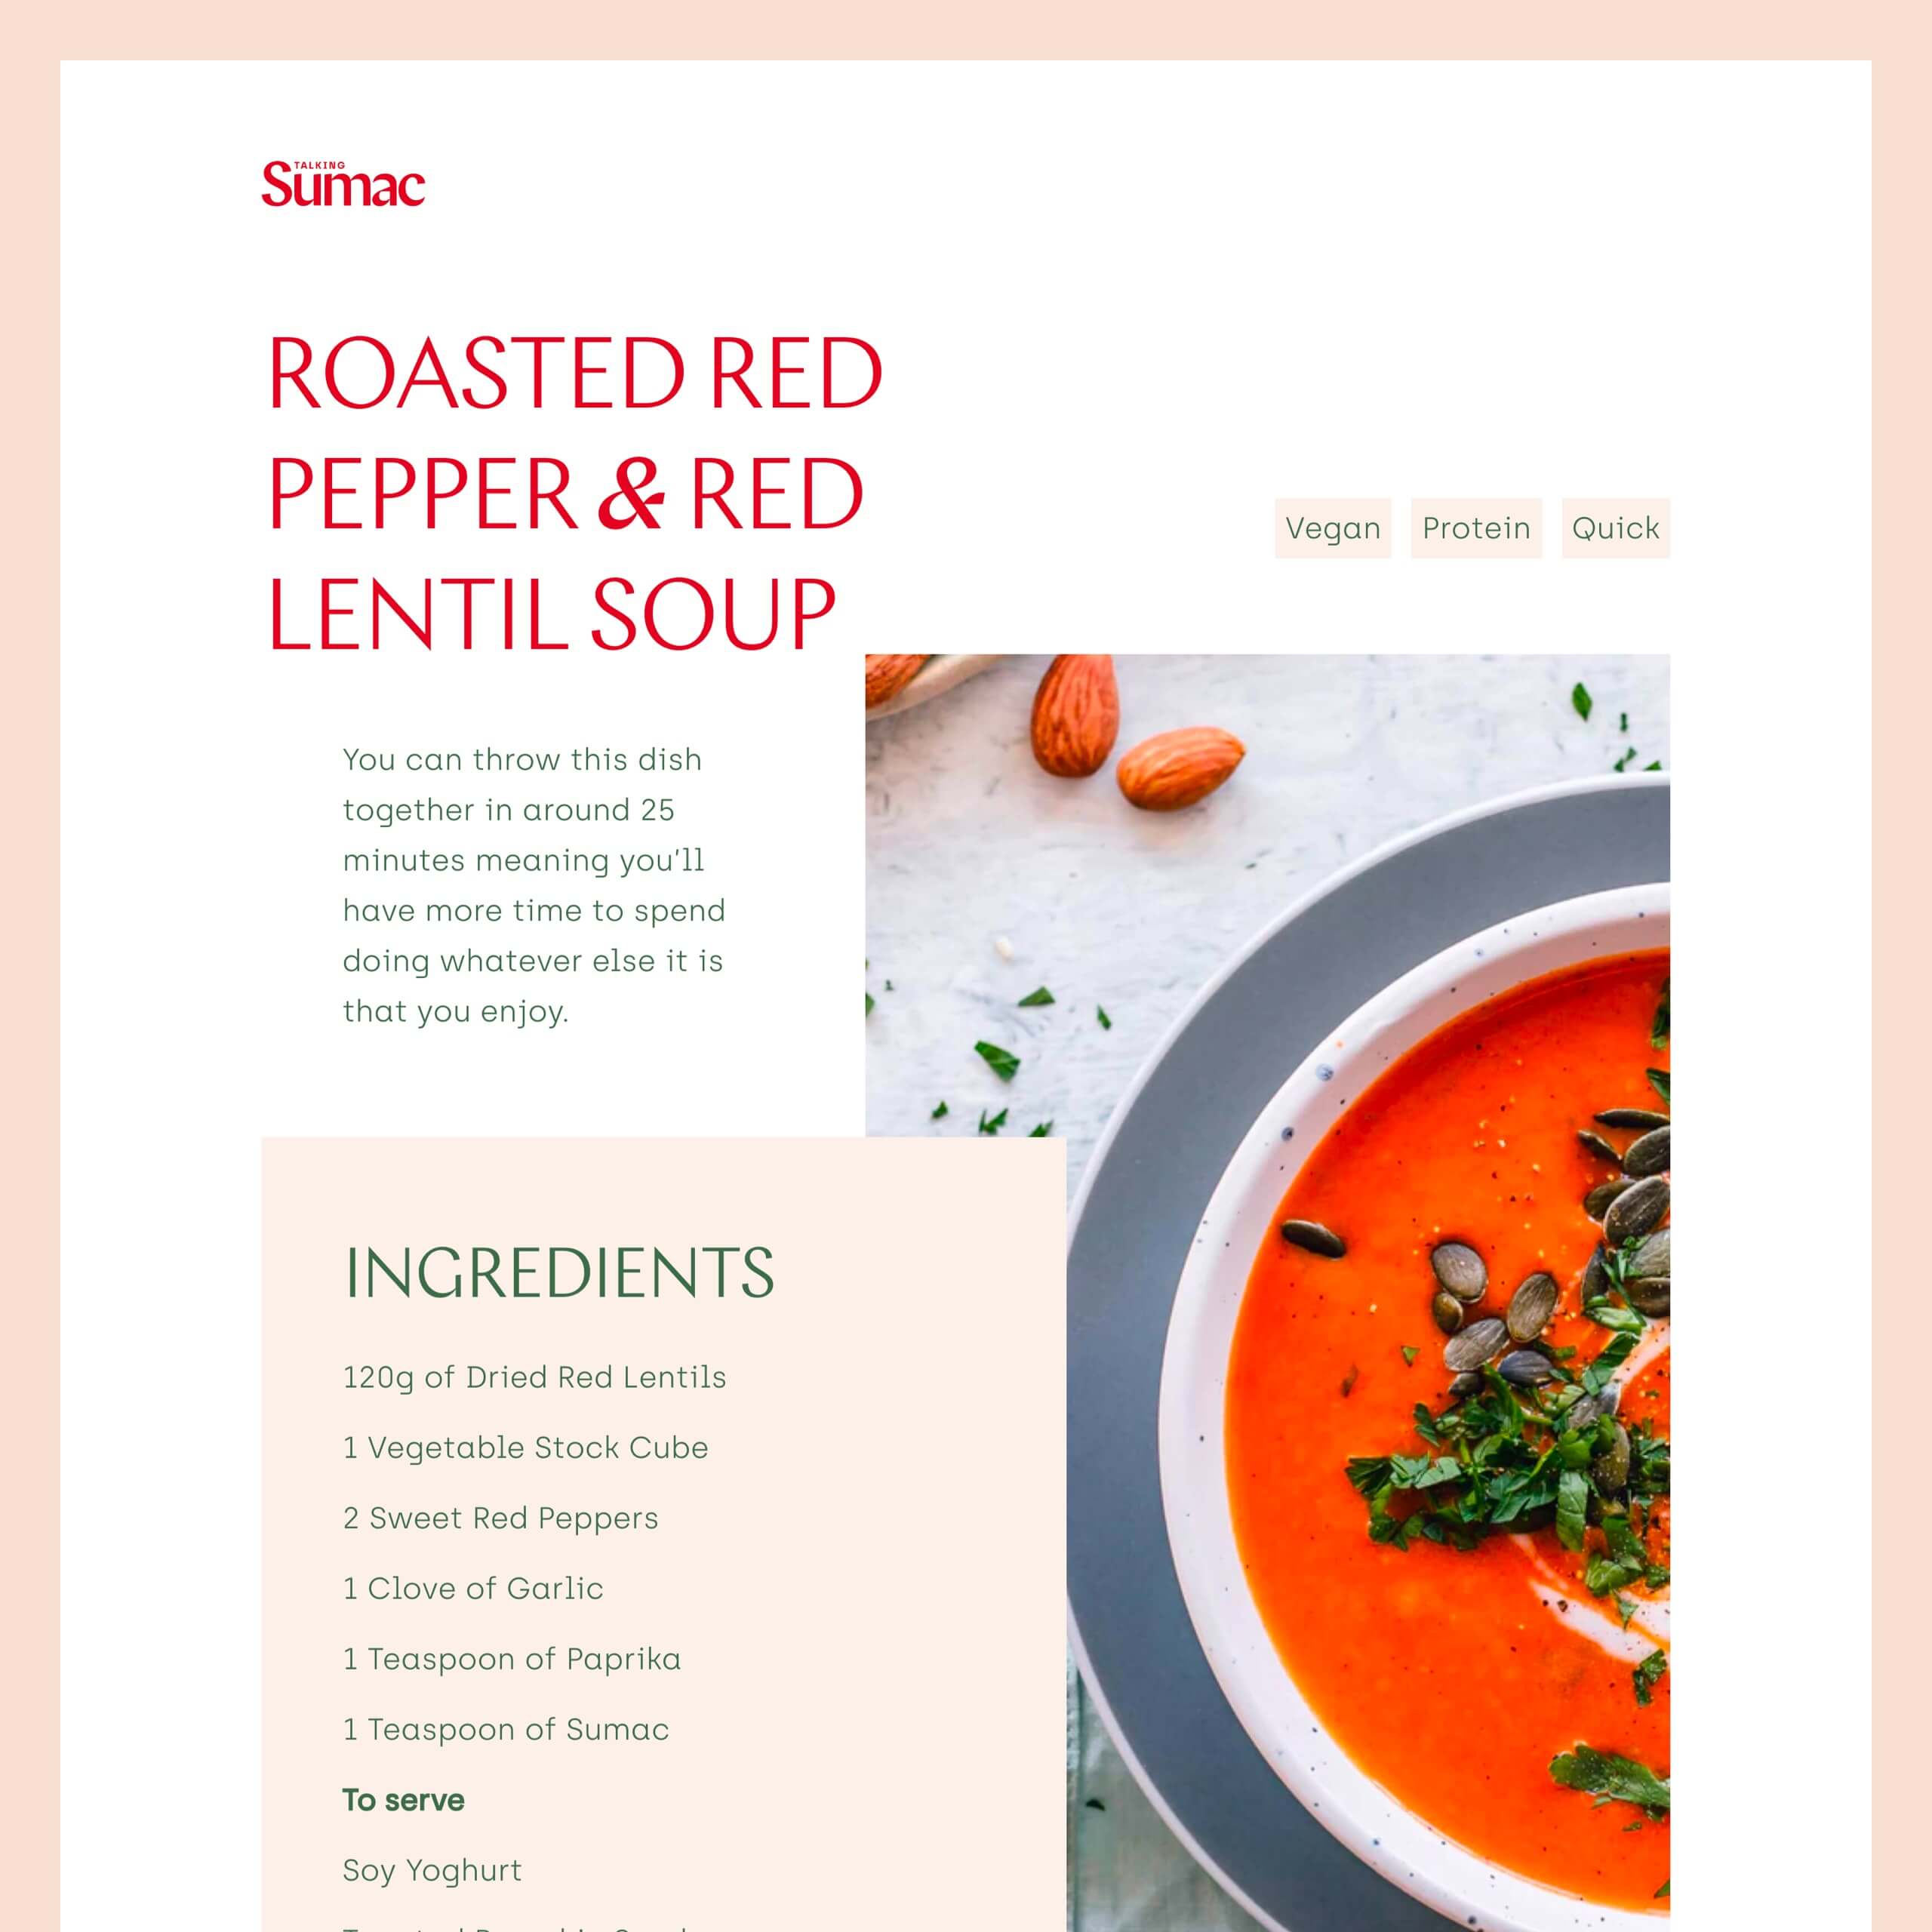 TALKING
Sumac
ROASTED RED
PEPPER & RED
LENTIL SOUP
Vegan
Protein
Quick
You can throw this dish
together in around 25
minutes meaning you'll
have more time to spend
doing whatever else it is
that you enjoy.
INGREDIENTS
120g of Dried Red Lentils
1 Vegetable Stock Cube
2 Sweet Red Peppers
1 Clove of Garlic
1 Teaspoon of Paprika
1 Teaspoon of Sumac
To serve
Soy Yoghurt